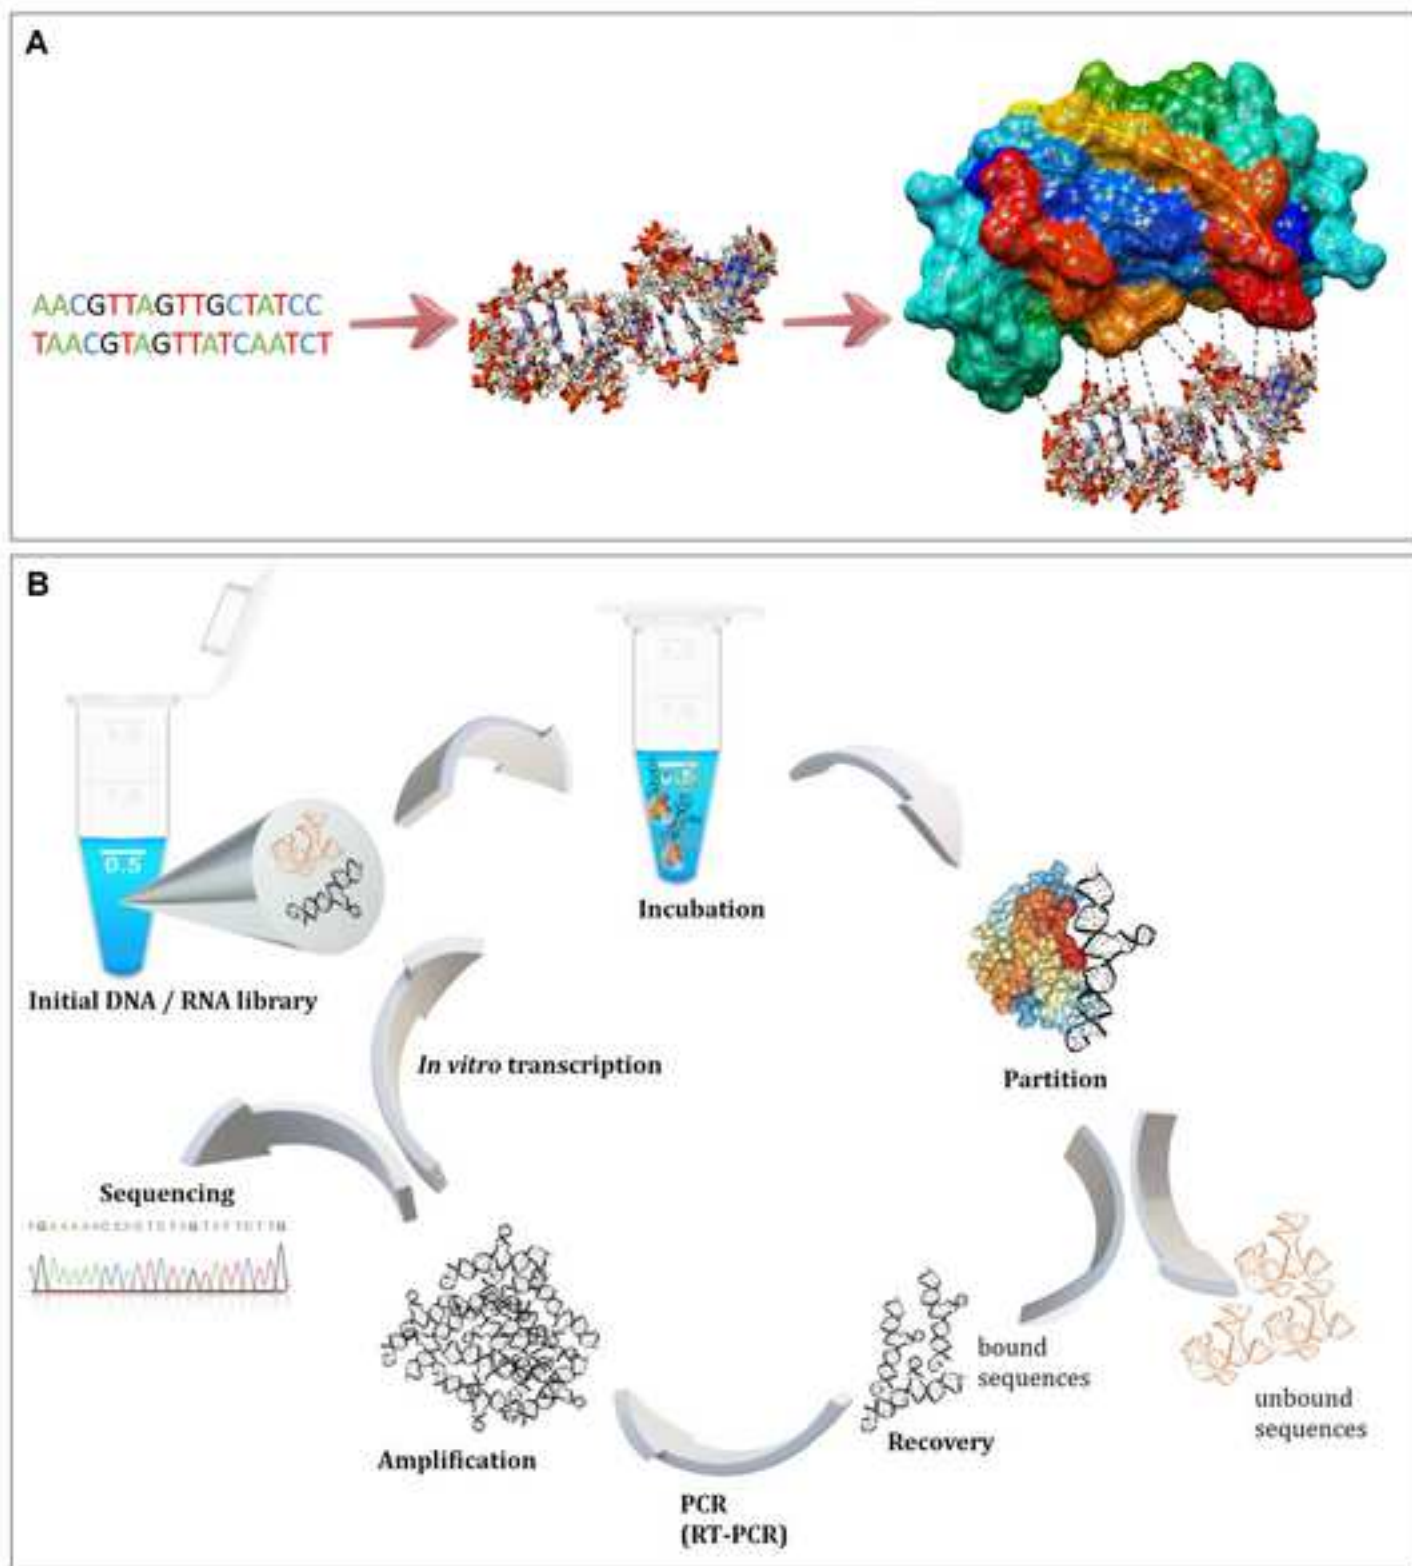 A
AACGTTAGTTGCTATCC
TAACGTAGTTATCAATCT
B
0.5
Incubation
Initial DNA / RNA library
In vitro transcription
Partition
Sequencing
bound
sequences
unbound
sequences
Recovery
Amplification
PCR
(RT-PCR)